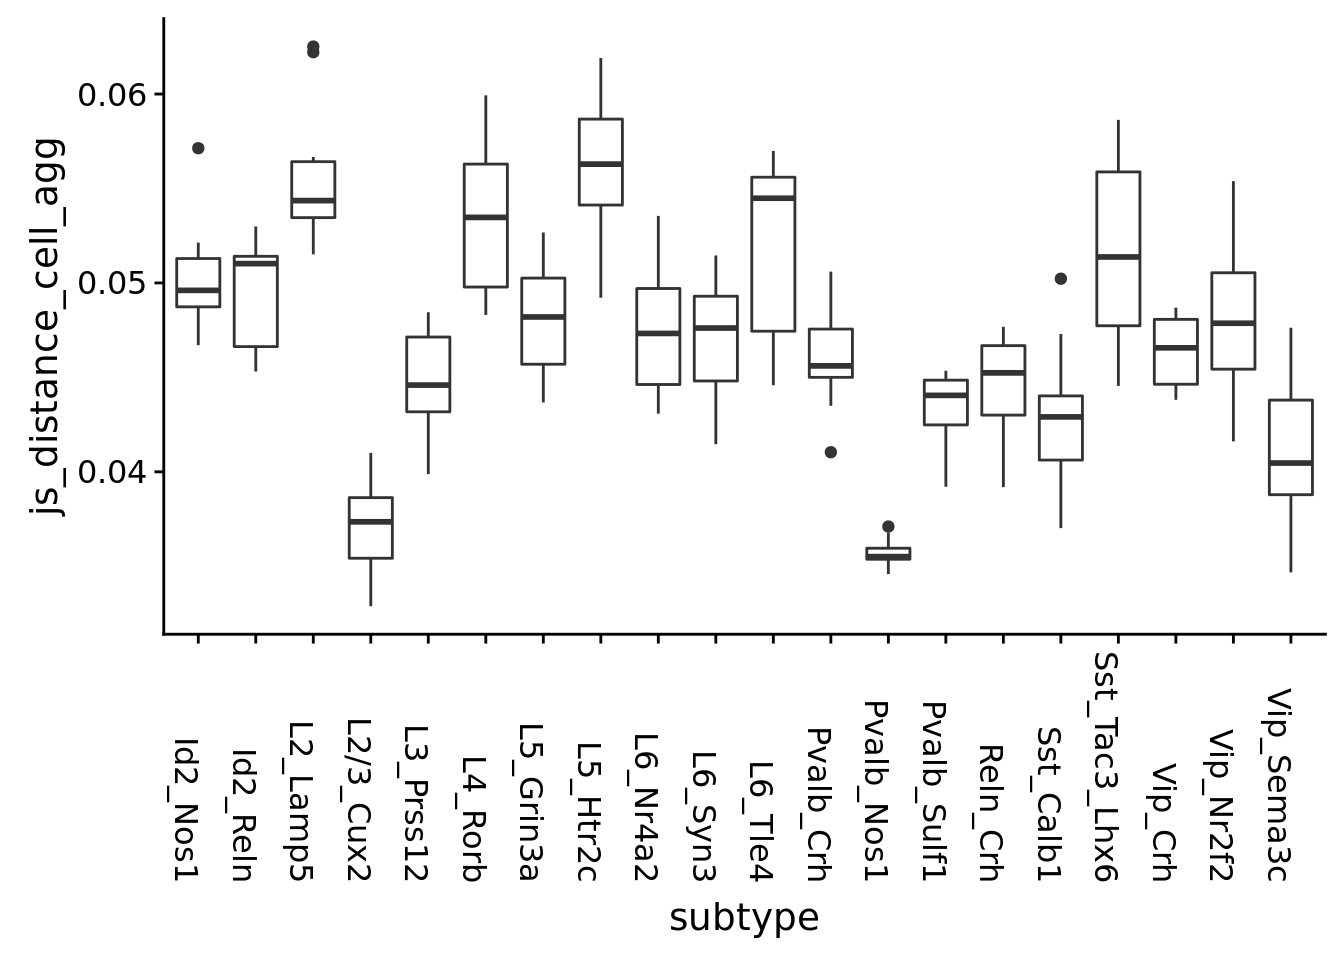 js_distance_cell_agg
0.06
0.05
0.04
Id2_Nos1
Id2_Reln
L2_Lamp5
L2/3_Cux2
L3_Prss12
L4_Rorb
L5_Grin3a
L5_Htr2c
L6_Nr4a2
L6_Syn3
L6_Tle4
Pvalb_Crh
Pvalb_Nos1
Pvalb_Sulf1
Reln_Crh
Sst_Calb1
Sst_Tac3_Lhx6
Vip_Crh
Vip_Nr2f2
Vip_Sema3c
subtype